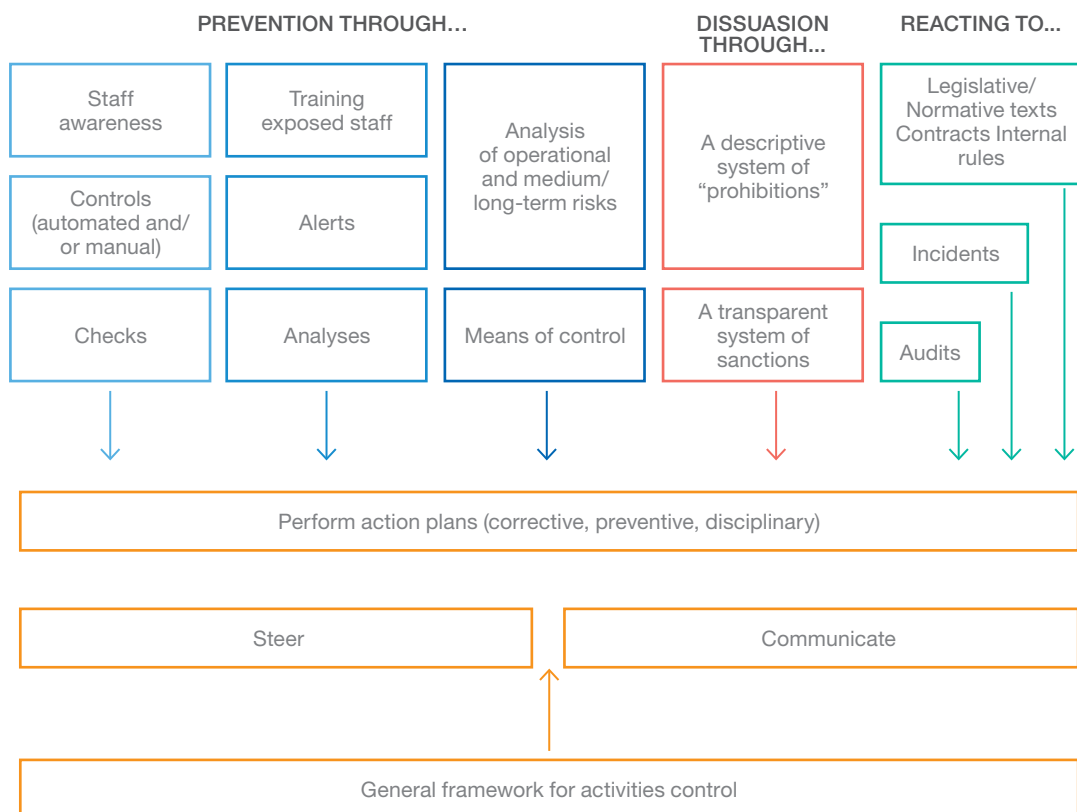 PREVENTION THROUGH…
DISSUASION
THROUGH...
REACTING TO...
Staff
awareness
Training
exposed staff
Analysis
of operational
and medium/
long-term risks
A descriptive
system of
“prohibitions”
Legislative/
Normative texts
Contracts Internal
rules
Controls
(automated and/
or manual)
Alerts
Incidents
Checks
Analyses
Means of control
A transparent
system of
sanctions
Audits
Perform action plans (corrective, preventive, disciplinary)
Steer
Communicate
General framework for activities control